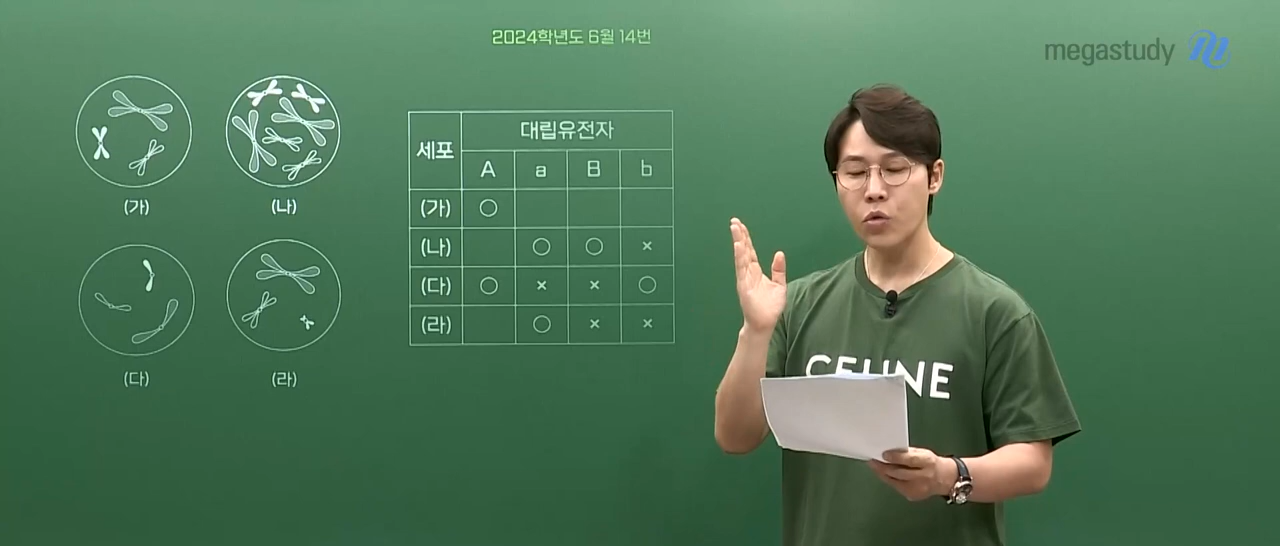 2024학년도 6월 14번
megastudy
(가)
(나)
(다)
(라)
세포
대립유전자
A a B b
(가) ○
(나) ○ ○ ×
(다) ○ × × ○
(라) ○ × ×
CELINE